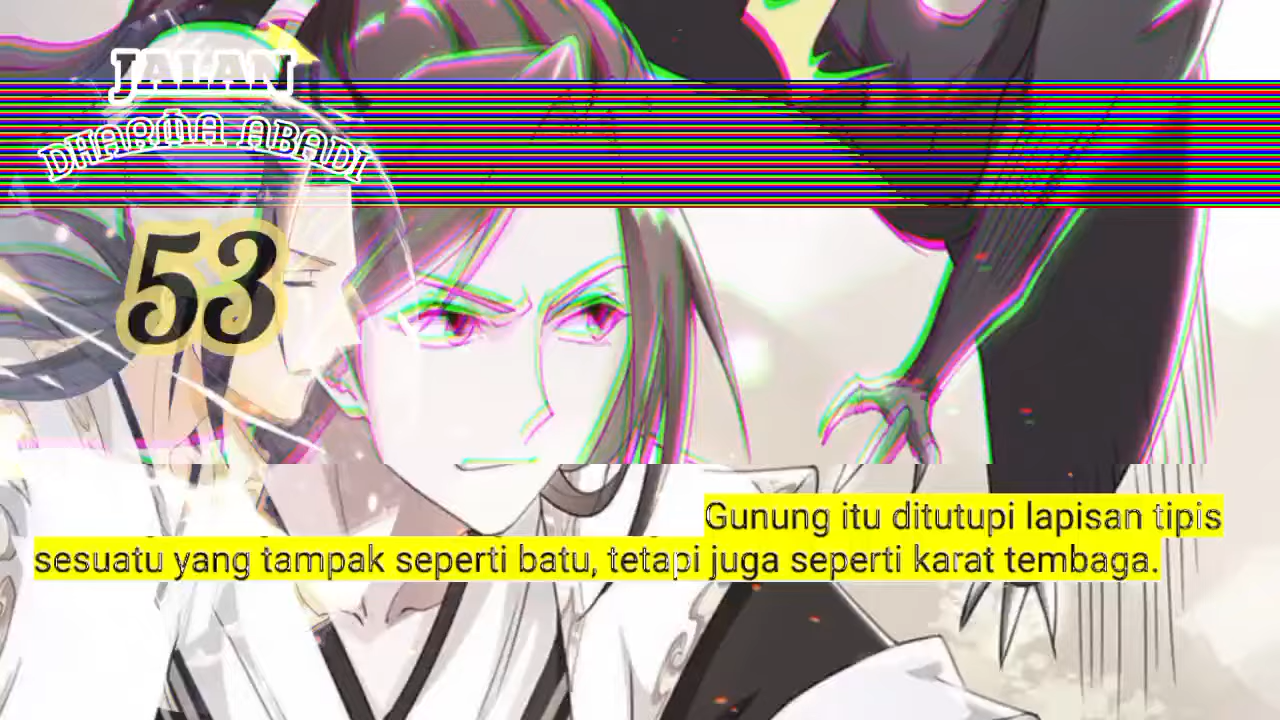 JALAN
DHARMA ABADI
53
Gunung itu ditutupi lapisan tipis
sesuatu yang tampak seperti batu, tetapi juga seperti karat tembaga.